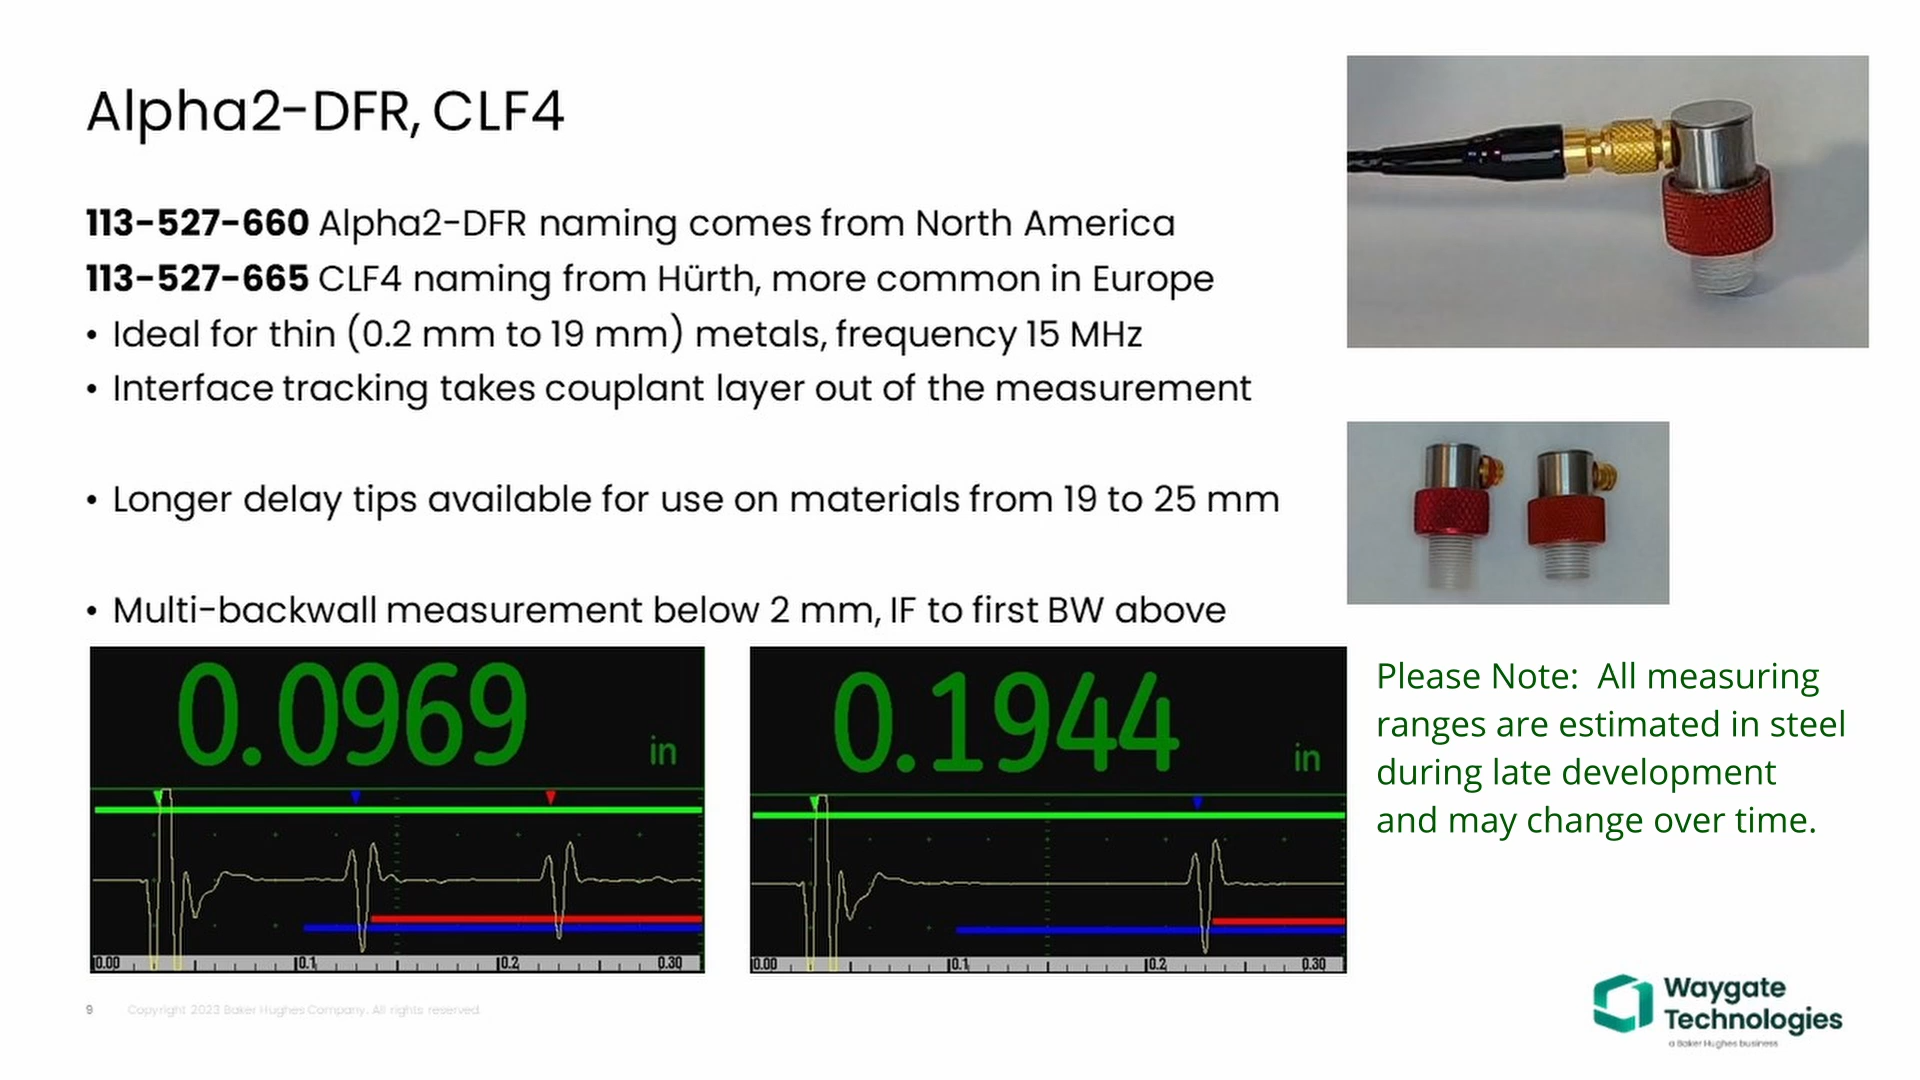 Alpha2-DFR, CLF4
113-527-660 Alpha2-DFR naming comes from North America
113-527-665 CLF4 naming from Hürth, more common in Europe
• Ideal for thin (0.2 mm to 19 mm) metals, frequency 15 MHz
• Interface tracking takes couplant layer out of the measurement
• Longer delay tips available for use on materials from 19 to 25 mm
• Multi-backwall measurement below 2 mm, IF to first BW above
0.0969
in
0.00 0.1 0.2 0.30
0.1944
in
0.00 0.1 0.2 0.30
Please Note: All measuring
ranges are estimated in steel
during late development
and may change over time.
9 Copyright 2023 Baker Hughes Company. All rights reserved.
Waygate
Technologies
a Baker Hughes business